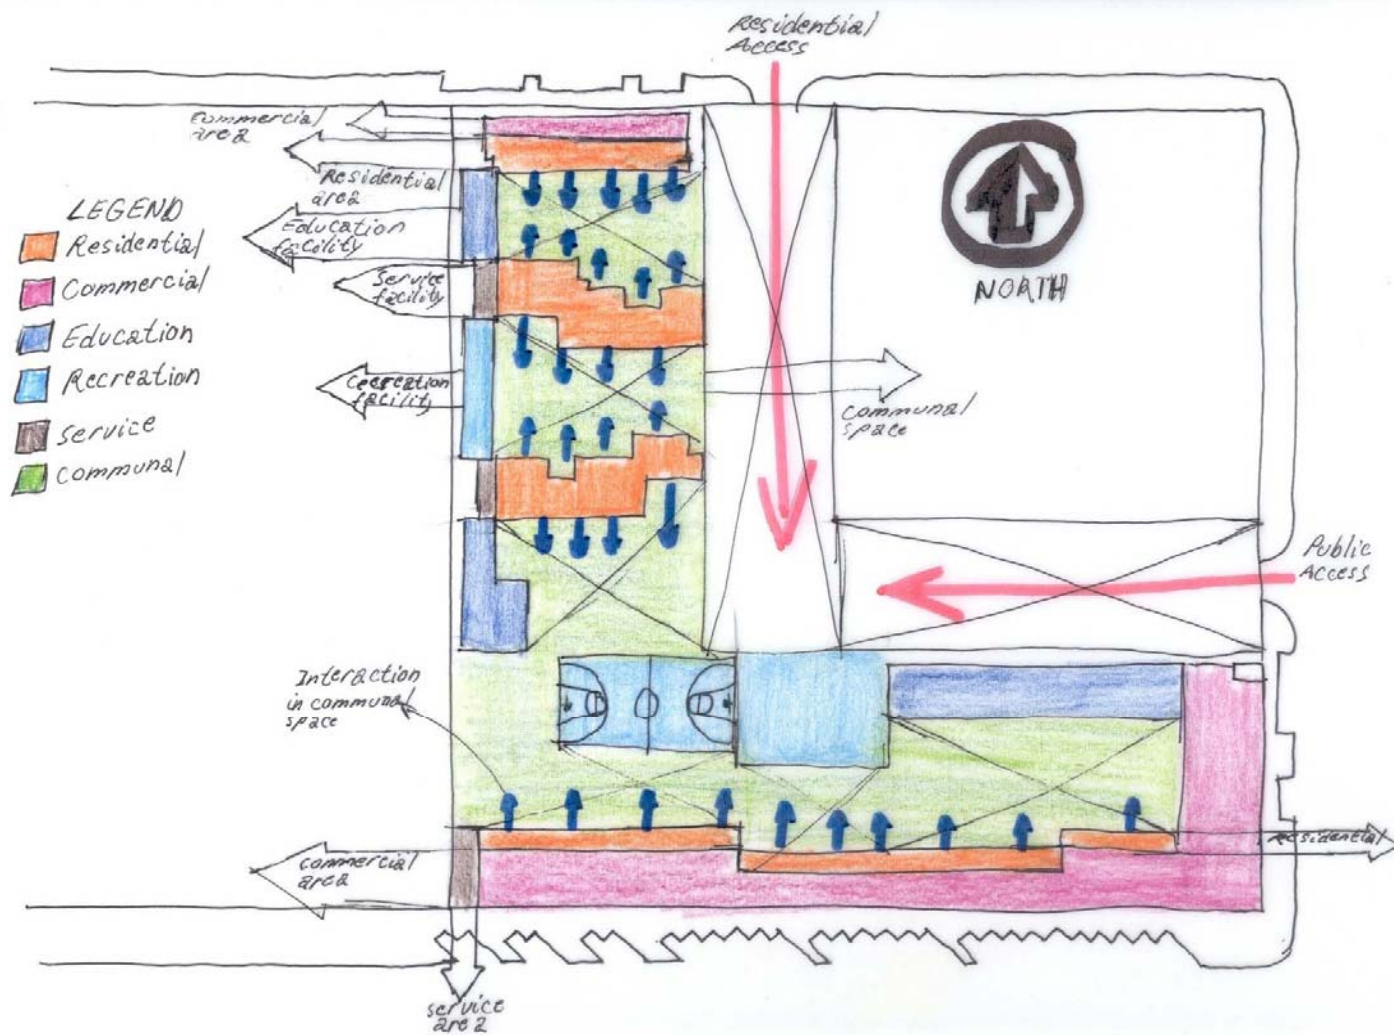 Residential
Access
Commercial
area
Residential
area
LEGEND
Residential
Commercial
Education
Recreation
Service
Communal
Education
facility
Service
facility
Cecreation
facility
NORTH
Communal
space
Public
Access
Interaction
in communal
space
Commercial
area
Residential
Service
area